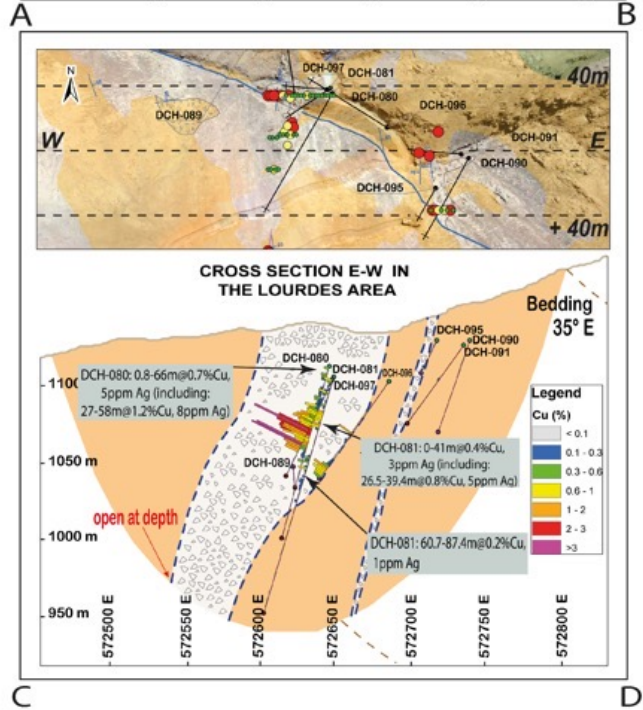 A B
N
DCH-097
DCH-081
40m
DCH-080
DCH-089
DCH-096
DCH-091
W
E
DCH-090
DCH-095
+ 40m
CROSS SECTION E-W IN
THE LOURDES AREA
Bedding
35° E
DCH-095
DCH-090
DCH-091
DCH-080
DCH-081
DCH-096
DCH-097
DCH-080: 0.8-66m@0.7%Cu,
5ppm Ag (including:
27-58m@1.2%Cu, 8ppm Ag)
1100
Legend
Cu (%)
< 0.1
0.1 - 0.3
0.3 - 0.6
0.6 - 1
1 - 2
2 - 3
>3
DCH-081: 0-41m@0.4%Cu,
3ppm Ag (including:
26.5-39.4m@0.8%Cu, 5ppm Ag)
1050 m
DCH-089
open at depth
1000 m
DCH-081: 60.7-87.4m@0.2%Cu,
1ppm Ag
950 m
572500 E
572550 E
572600 E
572650 E
572700 E
572750 E
572800 E
C D